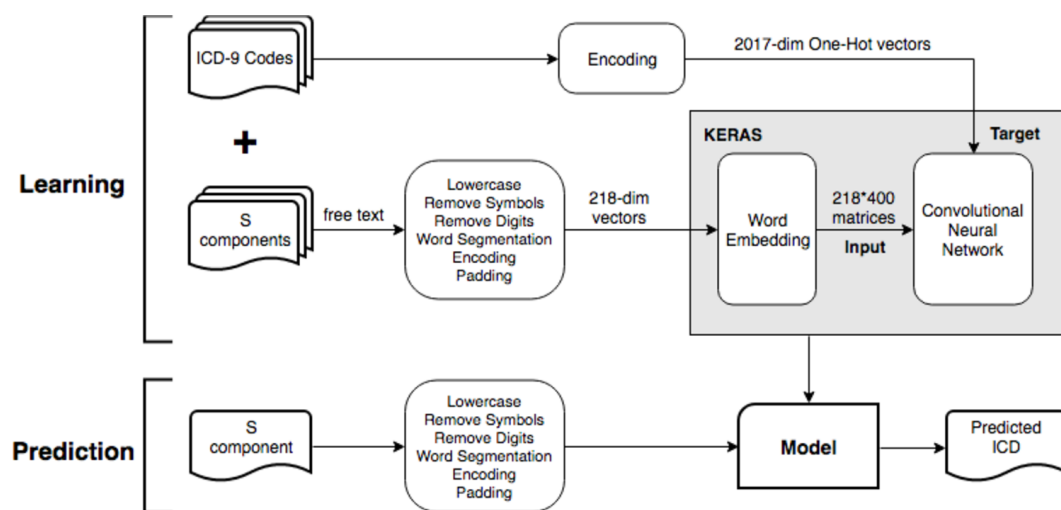 Learning
ICD-9 Codes
Encoding
2017-dim One-Hot vectors
+
S
components
free text
Lowercase
Remove Symbols
Remove Digits
Word Segmentation
Encoding
Padding
218-dim
vectors
KERAS
Target
Word
Embedding
218*400
matrices
Input
Convolutional
Neural
Network
Prediction
S
component
Lowercase
Remove Symbols
Remove Digits
Word Segmentation
Encoding
Padding
Model
Predicted
ICD